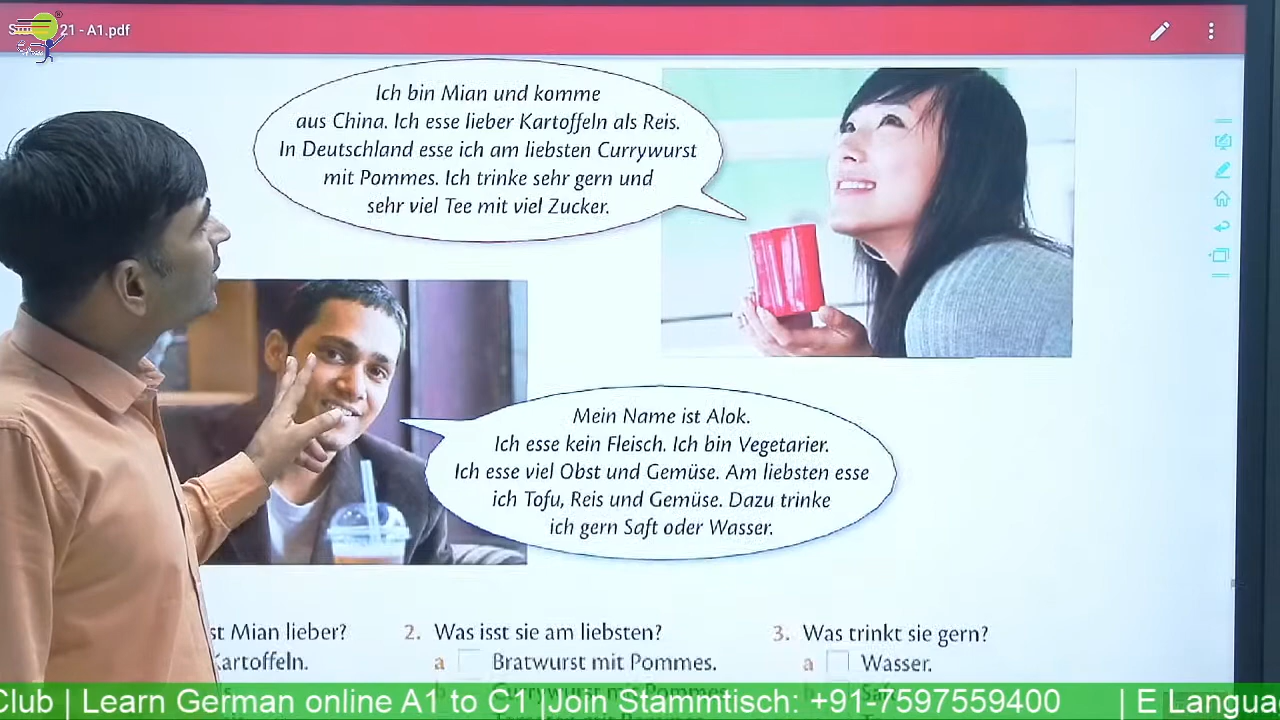 21 - A1.pdf
Ich bin Mian und komme
aus China. Ich esse lieber Kartoffeln als Reis.
In Deutschland esse ich am liebsten Currywurst
mit Pommes. Ich trinke sehr gern und
sehr viel Tee mit viel Zucker.
Mein Name ist Alok.
Ich esse kein Fleisch. Ich bin Vegetarier.
Ich esse viel Obst und Gemüse. Am liebsten esse
ich Tofu, Reis und Gemüse. Dazu trinke
ich gern Saft oder Wasser.
st Mian lieber?
Kartoffeln.
2. Was isst sie am liebsten?
a Bratwurst mit Pommes.
Currywurst mit Pommes
3. Was trinkt sie gern?
a Wasser.
Club | Learn German online A1 to C1 | Join Stammtisch: +91-7597559400 | E Langua